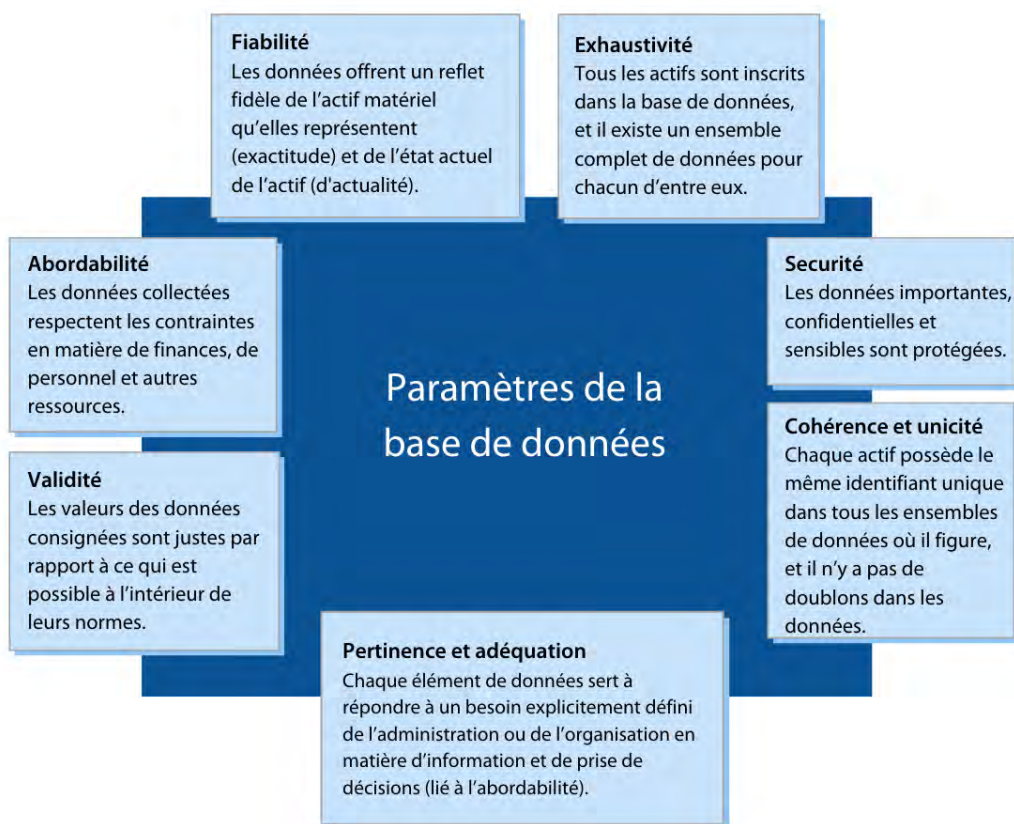 Fiabilité
Les données offrent un reflet
fidèle de l’actif matériel
qu’elles représentent
(exactitude) et de l’état actuel
de l’actif (d'actualité).
Exhaustivité
Tous les actifs sont inscrits
dans la base de données,
et il existe un ensemble
complet de données pour
chacun d’entre eux.
Abordabilité
Les données collectées
respectent les contraintes
en matière de finances, de
personnel et autres
ressources.
Securité
Les données importantes,
confidentielles et
sensibles sont protégées.
Paramètres de la
base de données
Validité
Les valeurs des données
consignées sont justes par
rapport à ce qui est
possible à l’intérieur de
leurs normes.
Cohérence et unicité
Chaque actif possède le
même identifiant unique
dans tous les ensembles
de données où il figure,
et il n’y a pas de
doublons dans les
données.
Pertinence et adéquation
Chaque élément de données sert à
répondre à un besoin explicitement défini
de l’administration ou de l’organisation en
matière d’information et de prise de
décisions (lié à l’abordabilité).